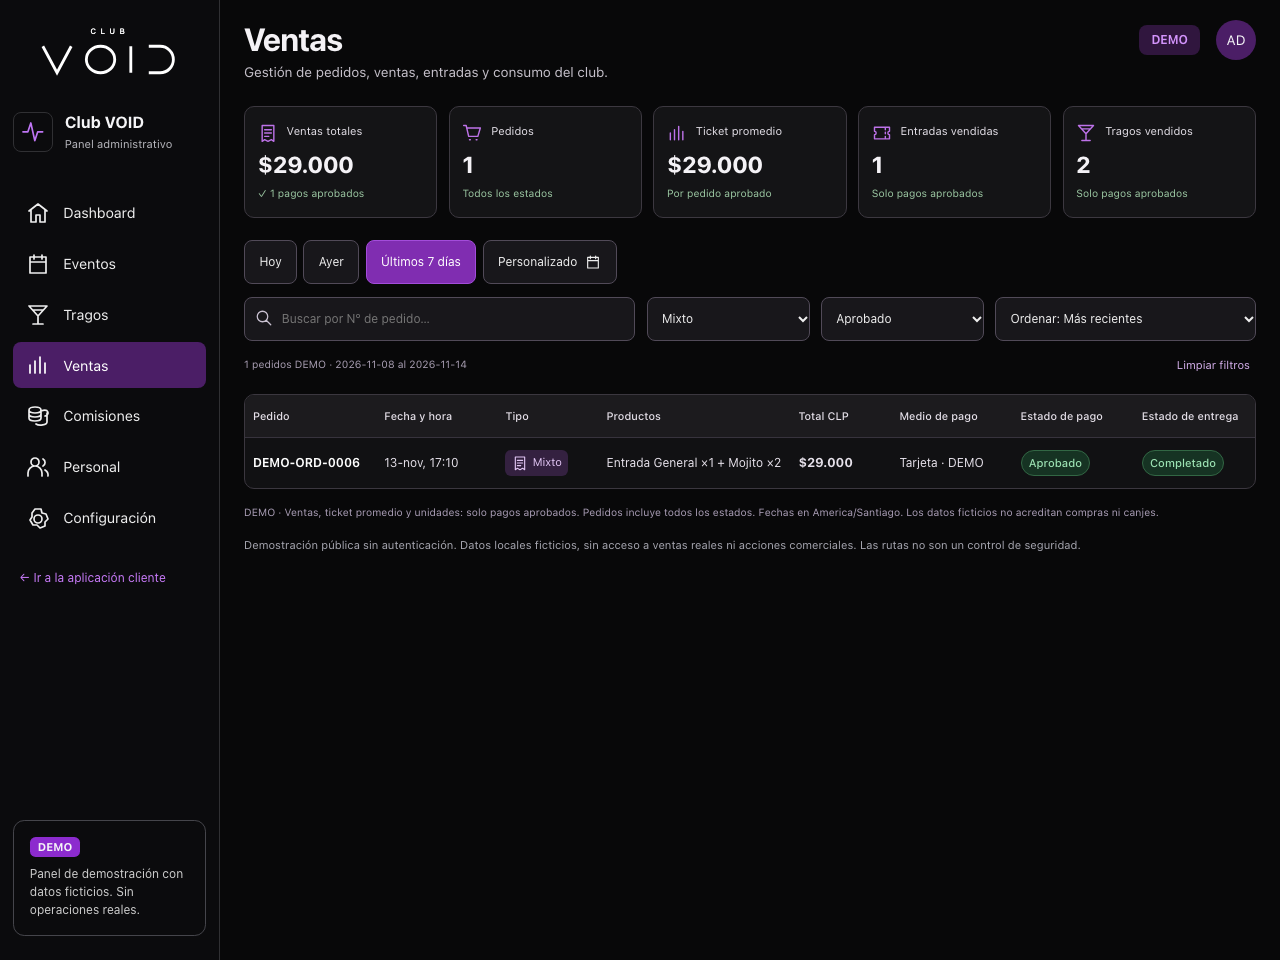 CLUB
VOID
Club VOID
Panel administrativo
Dashboard
Eventos
Tragos
Ventas
Comisiones
Personal
Configuración
← Ir a la aplicación cliente
DEMO
Panel de demostración con
datos ficticios. Sin
operaciones reales.
Ventas
Gestión de pedidos, ventas, entradas y consumo del club.
DEMO
AD
Ventas totales
$29.000
✓ 1 pagos aprobados
Pedidos
1
Todos los estados
Ticket promedio
$29.000
Por pedido aprobado
Entradas vendidas
1
Solo pagos aprobados
Tragos vendidos
2
Solo pagos aprobados
Hoy
Ayer
Últimos 7 días
Personalizado
Buscar por N° de pedido...
Mixto
Aprobado
Ordenar: Más recientes
1 pedidos DEMO · 2026-11-08 al 2026-11-14
Limpiar filtros
Pedido Fecha y hora Tipo Productos Total CLP Medio de pago Estado de pago Estado de entrega
DEMO-ORD-0006 13-nov, 17:10 Mixto Entrada General ×1 + Mojito ×2 $29.000 Tarjeta · DEMO Aprobado Completado
DEMO · Ventas, ticket promedio y unidades: solo pagos aprobados. Pedidos incluye todos los estados. Fechas en America/Santiago. Los datos ficticios no acreditan compras ni canjes.
Demostración pública sin autenticación. Datos locales ficticios, sin acceso a ventas reales ni acciones comerciales. Las rutas no son un control de seguridad.